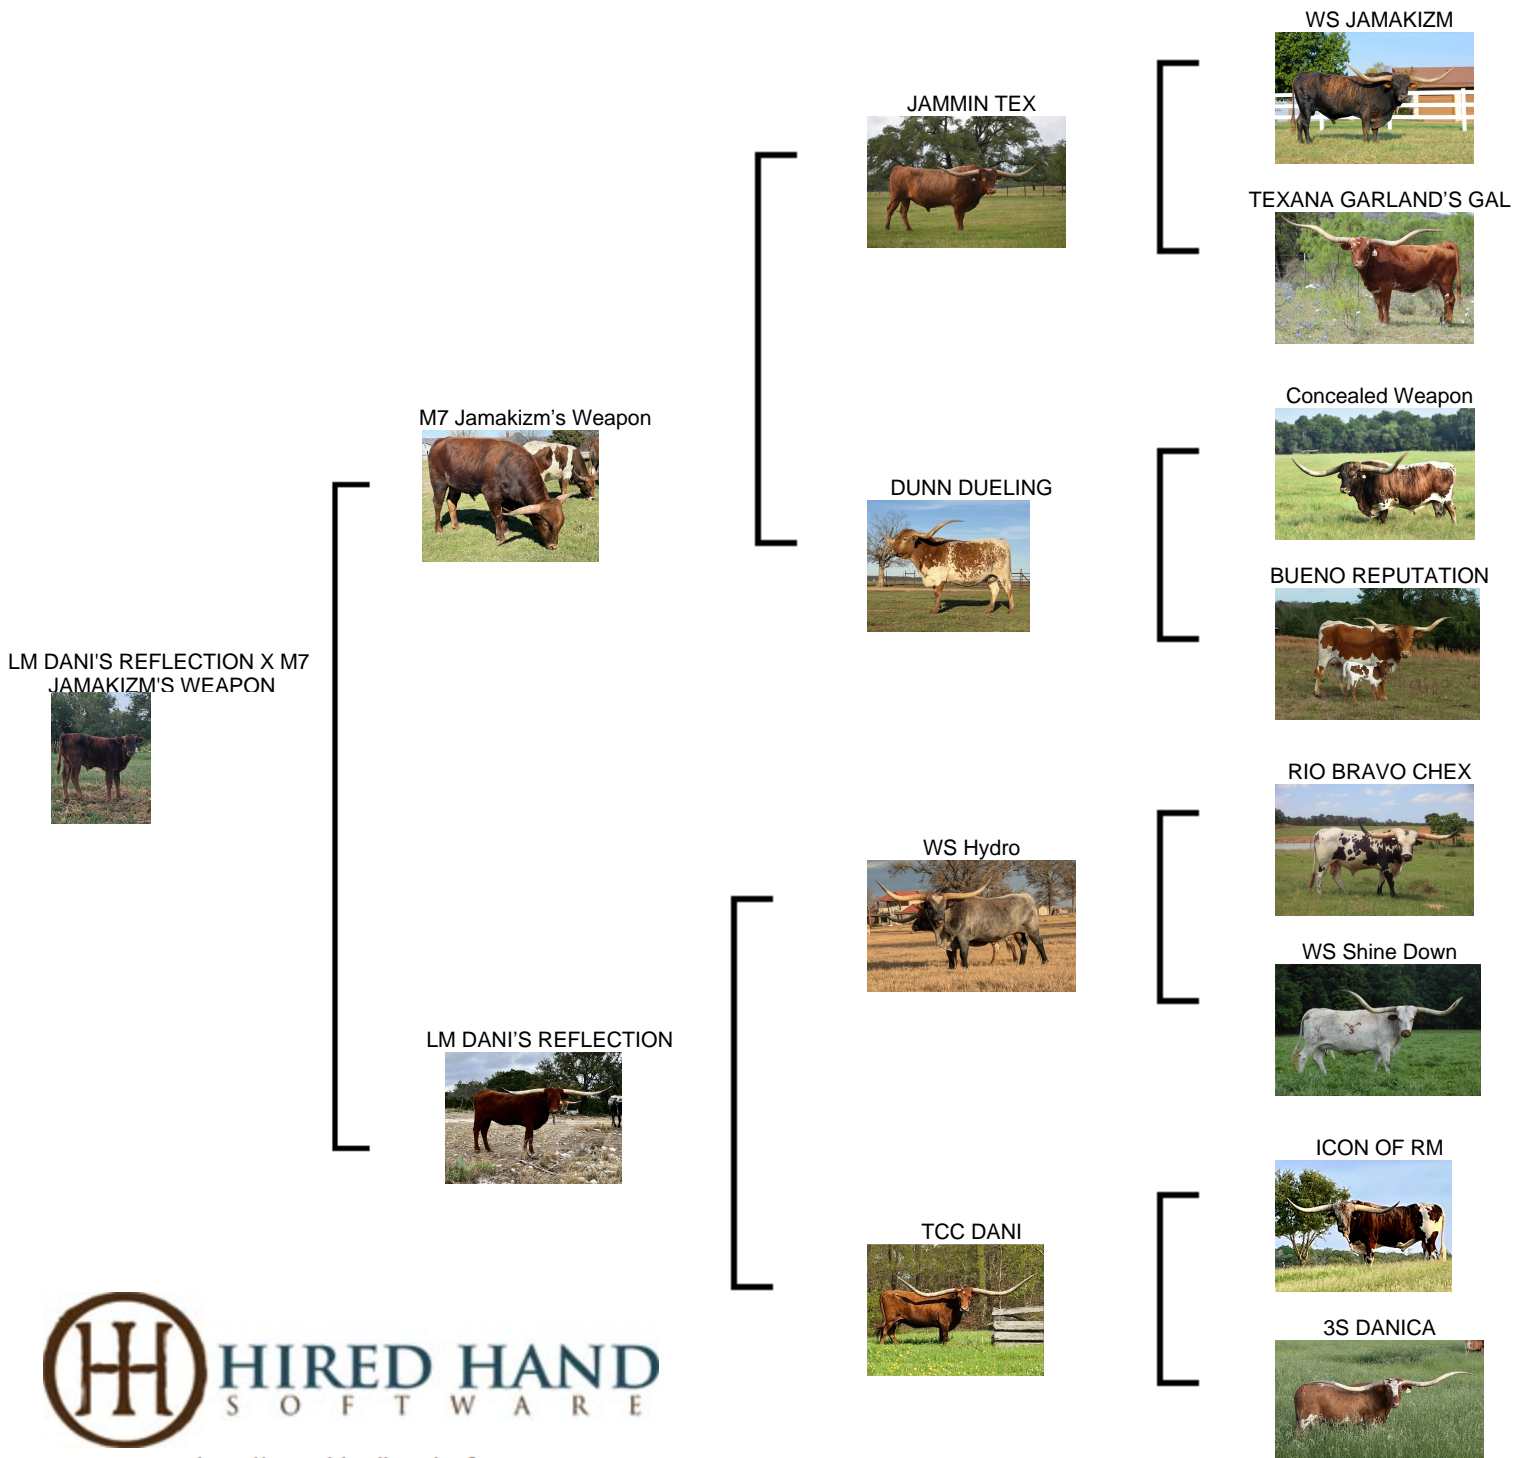 WS JAMAKIZM
JAMMIN TEX
TEXANA GARLAND’S GAL
Concealed Weapon
M7 Jamakizm’s Weapon
DUNN DUELING
BUENO REPUTATION
LM DANI'S REFLECTION X M7
JAMAKIZM'S WEAPON
RIO BRAVO CHEX
WS Hydro
WS Shine Down
LM DANI’S REFLECTION
ICON OF RM
TCC DANI
3S DANICA
HIRED HAND
SOFTWARE